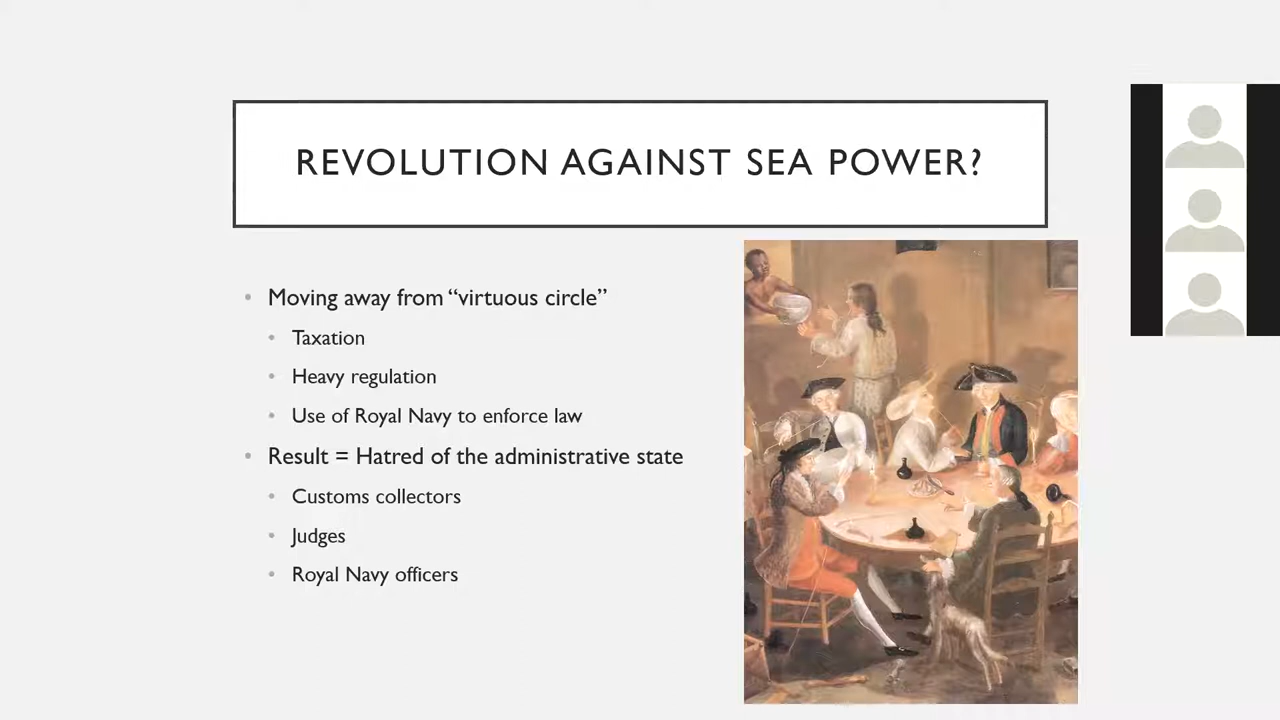 REVOLUTION AGAINST SEA POWER?
• Moving away from “virtuous circle”
• Taxation
• Heavy regulation
• Use of Royal Navy to enforce law
• Result = Hatred of the administrative state
• Customs collectors
• Judges
• Royal Navy officers